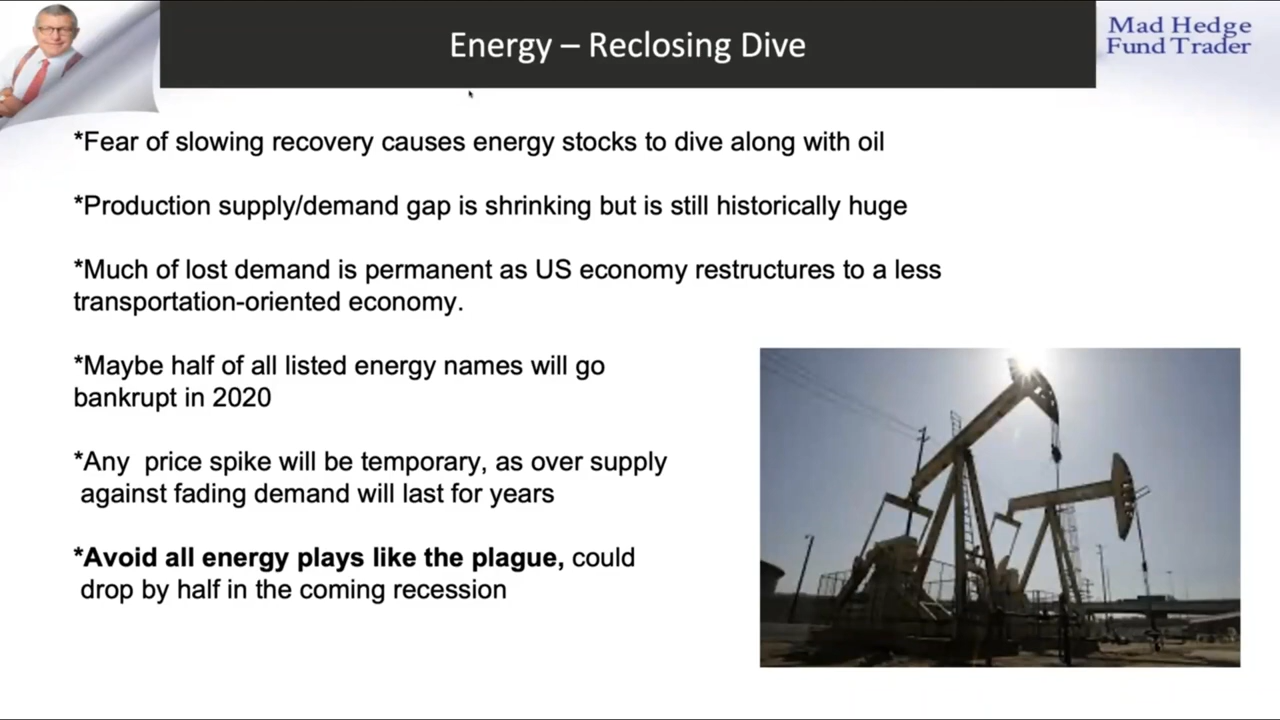 Energy – Reclosing Dive
Mad Hedge
Fund Trader
*Fear of slowing recovery causes energy stocks to dive along with oil
*Production supply/demand gap is shrinking but is still historically huge
*Much of lost demand is permanent as US economy restructures to a less
transportation-oriented economy.
*Maybe half of all listed energy names will go
bankrupt in 2020
*Any  price spike will be temporary, as over supply
against fading demand will last for years
*Avoid all energy plays like the plague, could
drop by half in the coming recession